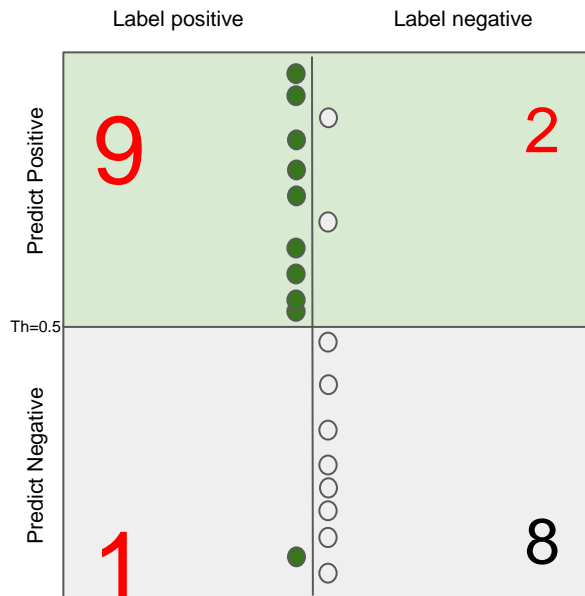 Label positive
Label negative
Predict Positive
9
2
Th=0.5
Predict Negative
1
8